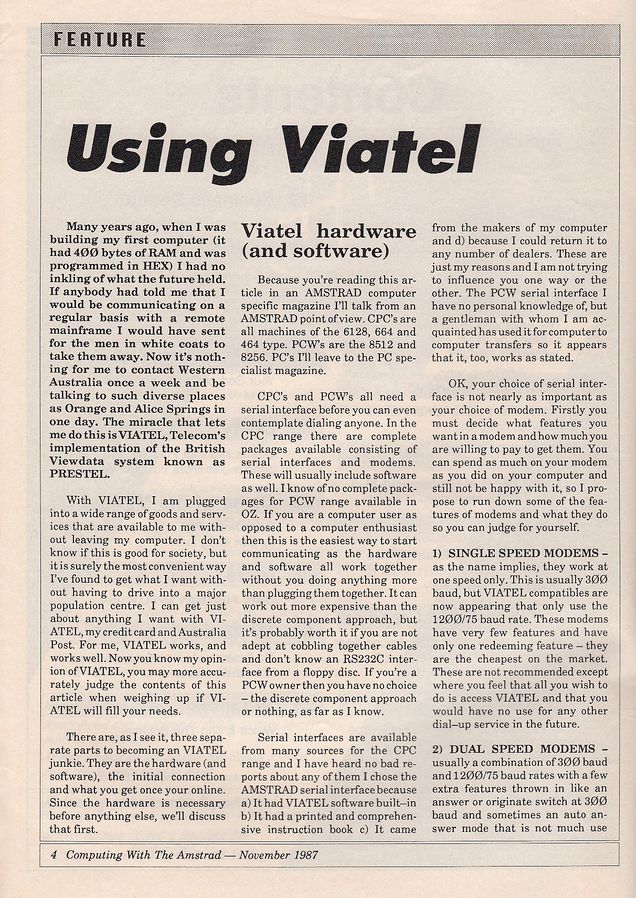 FEATURE
Using Viatel
Many years ago, when I was
building my first computer (it
had 4ØØ bytes of RAM and was
programmed in HEX) I had no
inkling of what the future held.
If anybody had told me that I
would be communicating on a
regular basis with a remote
mainframe I would have sent
for the men in white coats to
take them away. Now it's noth-
ing for me to contact Western
Australia once a week and be
talking to such diverse places
as Orange and Alice Springs in
one day. The miracle that lets
me do this is VIATEL, Telecom's
implementation of the British
Viewdata system known as
PRESTEL.
With VIATEL, I am plugged
into a wide range of goods and serv-
ices that are available to me with-
out leaving my computer. I don't
know if this is good for society, but
it is surely the most convenient way
I've found to get what I want with-
out having to drive into a major
population centre. I can get just
about anything I want with VI-
ATEL, my credit card and Australia
Post. For me, VIATEL works, and
works well. Now you know my opin-
ion of VIATEL, you may more accu-
rately judge the contents of this
article when weighing up if VI-
ATEL will fill your needs.
There are, as I see it, three sepa-
rate parts to becoming an VIATEL
junkie. They are the hardware (and
software), the initial connection
and what you get once your online.
Since the hardware is necessary
before anything else, we'll discuss
that first.
Viatel hardware
(and software)
Because you're reading this ar-
ticle in an AMSTRAD computer
specific magazine I'll talk from an
AMSTRAD point of view. CPC's are
all machines of the 6128, 664 and
464 type. PCW's are the 8512 and
8256. PC's I'll leave to the PC spe-
cialist magazine.
CPC's and PCW's all need a
serial interface before you can even
contemplate dialing anyone. In the
CPC range there are complete
packages available consisting of
serial interfaces and modems.
These will usually include software
as well. I know of no complete pack-
ages for PCW range available in
OZ. If you are a computer user as
opposed to a computer enthusiast
then this is the easiest way to start
communicating as the hardware
and software all work together
without you doing anything more
than plugging them together. It can
work out more expensive than the
discrete component approach, but
it's probably worth it if you are not
adept at cobbling together cables
and don't know an RS232C inter-
face from a floppy disc. If you're a
PCW owner then you have no choice
– the discrete component approach
or nothing, as far as I know.
Serial interfaces are available
from many sources for the CPC
range and I have heard no bad re-
ports about any of them I chose the
AMSTRAD serial interface because
a) It had VIATEL software built–in
b) It had a printed and comprehen-
sive instruction book c) It came
from the makers of my computer
and d) because I could return it to
any number of dealers. These are
just my reasons and I am not trying
to influence you one way or the
other. The PCW serial interface I
have no personal knowledge of, but
a gentleman with whom I am ac-
quainted has used it for computer to
computer transfers so it appears
that it, too, works as stated.
OK, your choice of serial inter-
face is not nearly as important as
your choice of modem. Firstly you
must decide what features you
want in a modem and how much you
are willing to pay to get them. You
can spend as much on your modem
as you did on your computer and
still not be happy with it, so I pro-
pose to run down some of the fea-
tures of modems and what they do
so you can judge for yourself.
1) SINGLE SPEED MODEMS –
as the name implies, they work at
one speed only. This is usually 3ØØ
baud, but VIATEL compatibles are
now appearing that only use the
12ØØ/75 baud rate. These modems
have very few features and have
only one redeeming feature – they
are the cheapest on the market.
These are not recommended except
where you feel that all you wish to
do is access VIATEL and that you
would have no use for any other
dial–up service in the future.
2) DUAL SPEED MODEMS –
usually a combination of 3ØØ baud
and 12ØØ/75 baud rates with a few
extra features thrown in like an
answer or originate switch at 3ØØ
baud and sometimes an auto an-
swer mode that is not much use
4 Computing With The Amstrad — November 1987